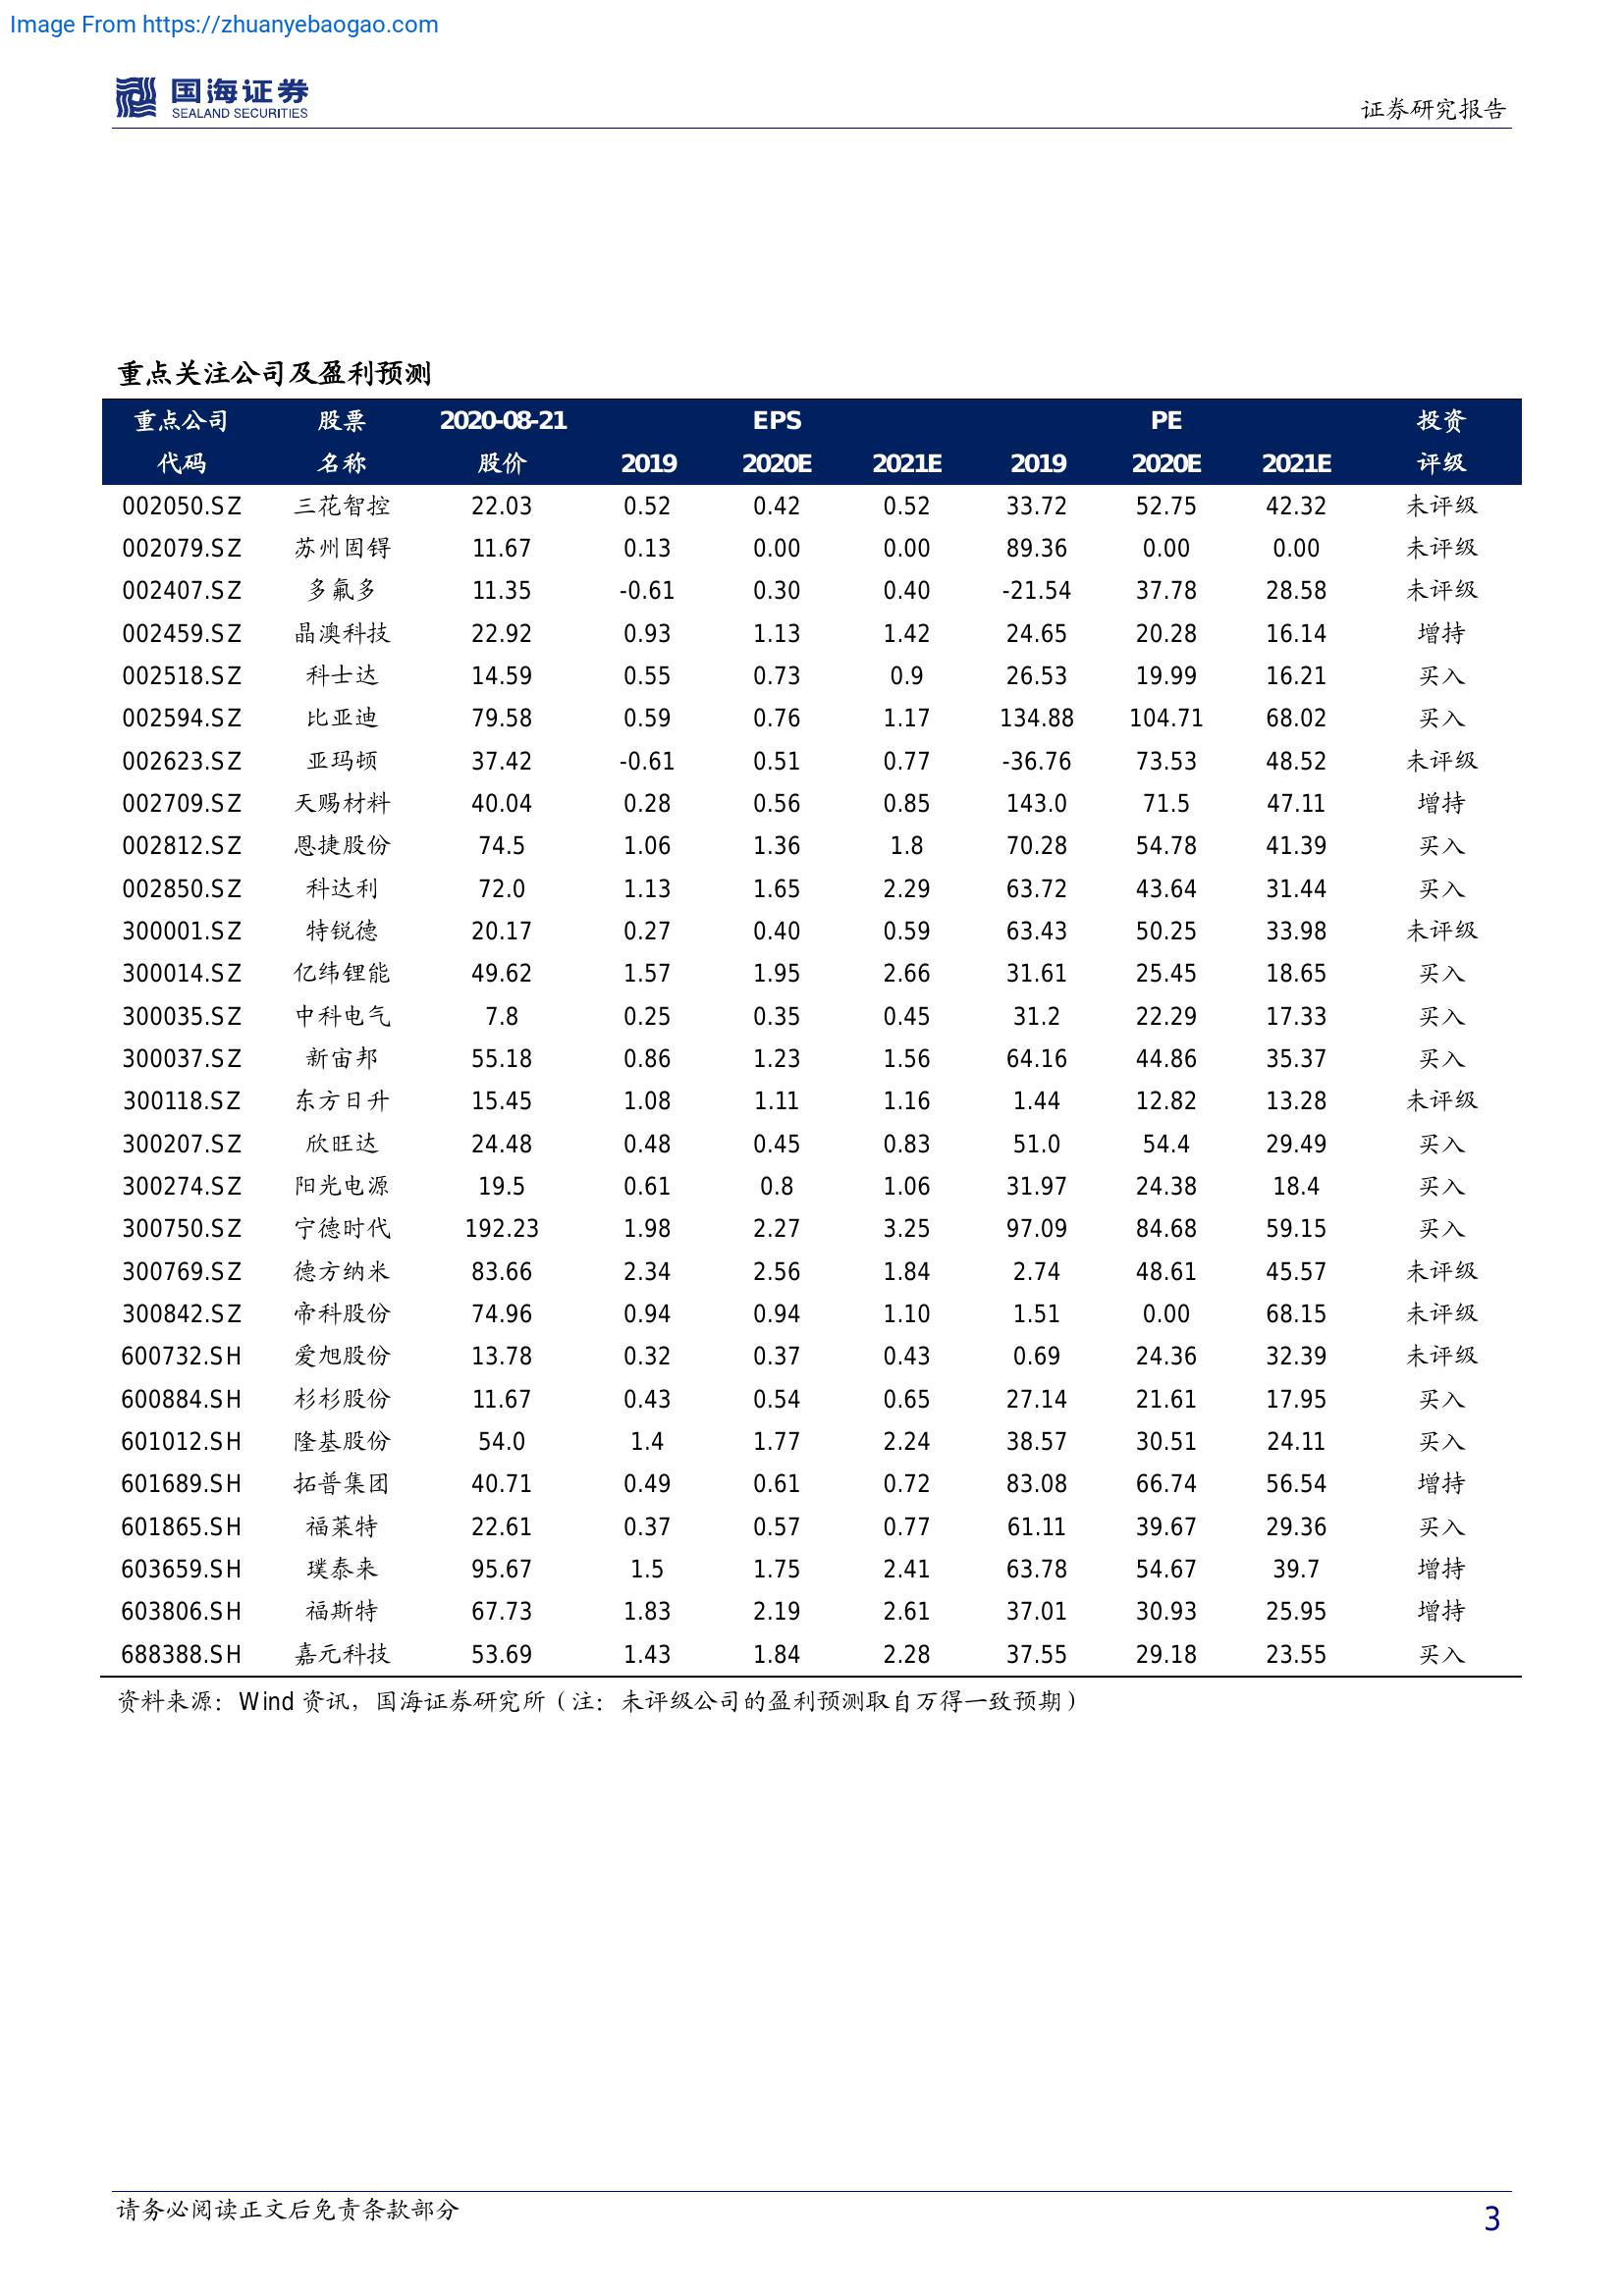 Image From https://zhuanyebaogao.com
国海证券
SEALAND SECURITIES
证券研究报告
重点关注公司及盈利预测
重点公司 股票 2020-08-21 EPS PE 投资
代码 名称 股价 2019 2020E 2021E 2019 2020E 2021E 评级
002050.SZ 三花智控 22.03 0.52 0.42 0.52 33.72 52.75 42.32 未评级
002079.SZ 苏州固锝 11.67 0.13 0.00 0.00 89.36 0.00 0.00 未评级
002407.SZ 多氟多 11.35 -0.61 0.30 0.40 -21.54 37.78 28.58 未评级
002459.SZ 晶澳科技 22.92 0.93 1.13 1.42 24.65 20.28 16.14 增持
002518.SZ 科士达 14.59 0.55 0.73 0.9 26.53 19.99 16.21 买入
002594.SZ 比亚迪 79.58 0.59 0.76 1.17 134.88 104.71 68.02 买入
002623.SZ 亚玛顿 37.42 -0.61 0.51 0.77 -36.76 73.53 48.52 未评级
002709.SZ 天赐材料 40.04 0.28 0.56 0.85 143.0 71.5 47.11 增持
002812.SZ 恩捷股份 74.5 1.06 1.36 1.8 70.28 54.78 41.39 买入
002850.SZ 科达利 72.0 1.13 1.65 2.29 63.72 43.64 31.44 买入
300001.SZ 特锐德 20.17 0.27 0.40 0.59 63.43 50.25 33.98 未评级
300014.SZ 亿纬锂能 49.62 1.57 1.95 2.66 31.61 25.45 18.65 买入
300035.SZ 中科电气 7.8 0.25 0.35 0.45 31.2 22.29 17.33 买入
300037.SZ 新宙邦 55.18 0.86 1.23 1.56 64.16 44.86 35.37 买入
300118.SZ 东方日升 15.45 1.08 1.11 1.16 1.44 12.82 13.28 未评级
300207.SZ 欣旺达 24.48 0.48 0.45 0.83 51.0 54.4 29.49 买入
300274.SZ 阳光电源 19.5 0.61 0.8 1.06 31.97 24.38 18.4 买入
300750.SZ 宁德时代 192.23 1.98 2.27 3.25 97.09 84.68 59.15 买入
300769.SZ 德方纳米 83.66 2.34 2.56 1.84 2.74 48.61 45.57 未评级
300842.SZ 帝科股份 74.96 0.94 0.94 1.10 1.51 0.00 68.15 未评级
600732.SH 爱旭股份 13.78 0.32 0.37 0.43 0.69 24.36 32.39 未评级
600884.SH 杉杉股份 11.67 0.43 0.54 0.65 27.14 21.61 17.95 买入
601012.SH 隆基股份 54.0 1.4 1.77 2.24 38.57 30.51 24.11 买入
601689.SH 拓普集团 40.71 0.49 0.61 0.72 83.08 66.74 56.54 增持
601865.SH 福莱特 22.61 0.37 0.57 0.77 61.11 39.67 29.36 买入
603659.SH 璞泰来 95.67 1.5 1.75 2.41 63.78 54.67 39.7 增持
603806.SH 福斯特 67.73 1.83 2.19 2.61 37.01 30.93 25.95 增持
688388.SH 嘉元科技 53.69 1.43 1.84 2.28 37.55 29.18 23.55 买入
资料来源：Wind 资讯，国海证券研究所（注：未评级公司的盈利预测取自万得一致预期）
请务必阅读正文后免责条款部分
3